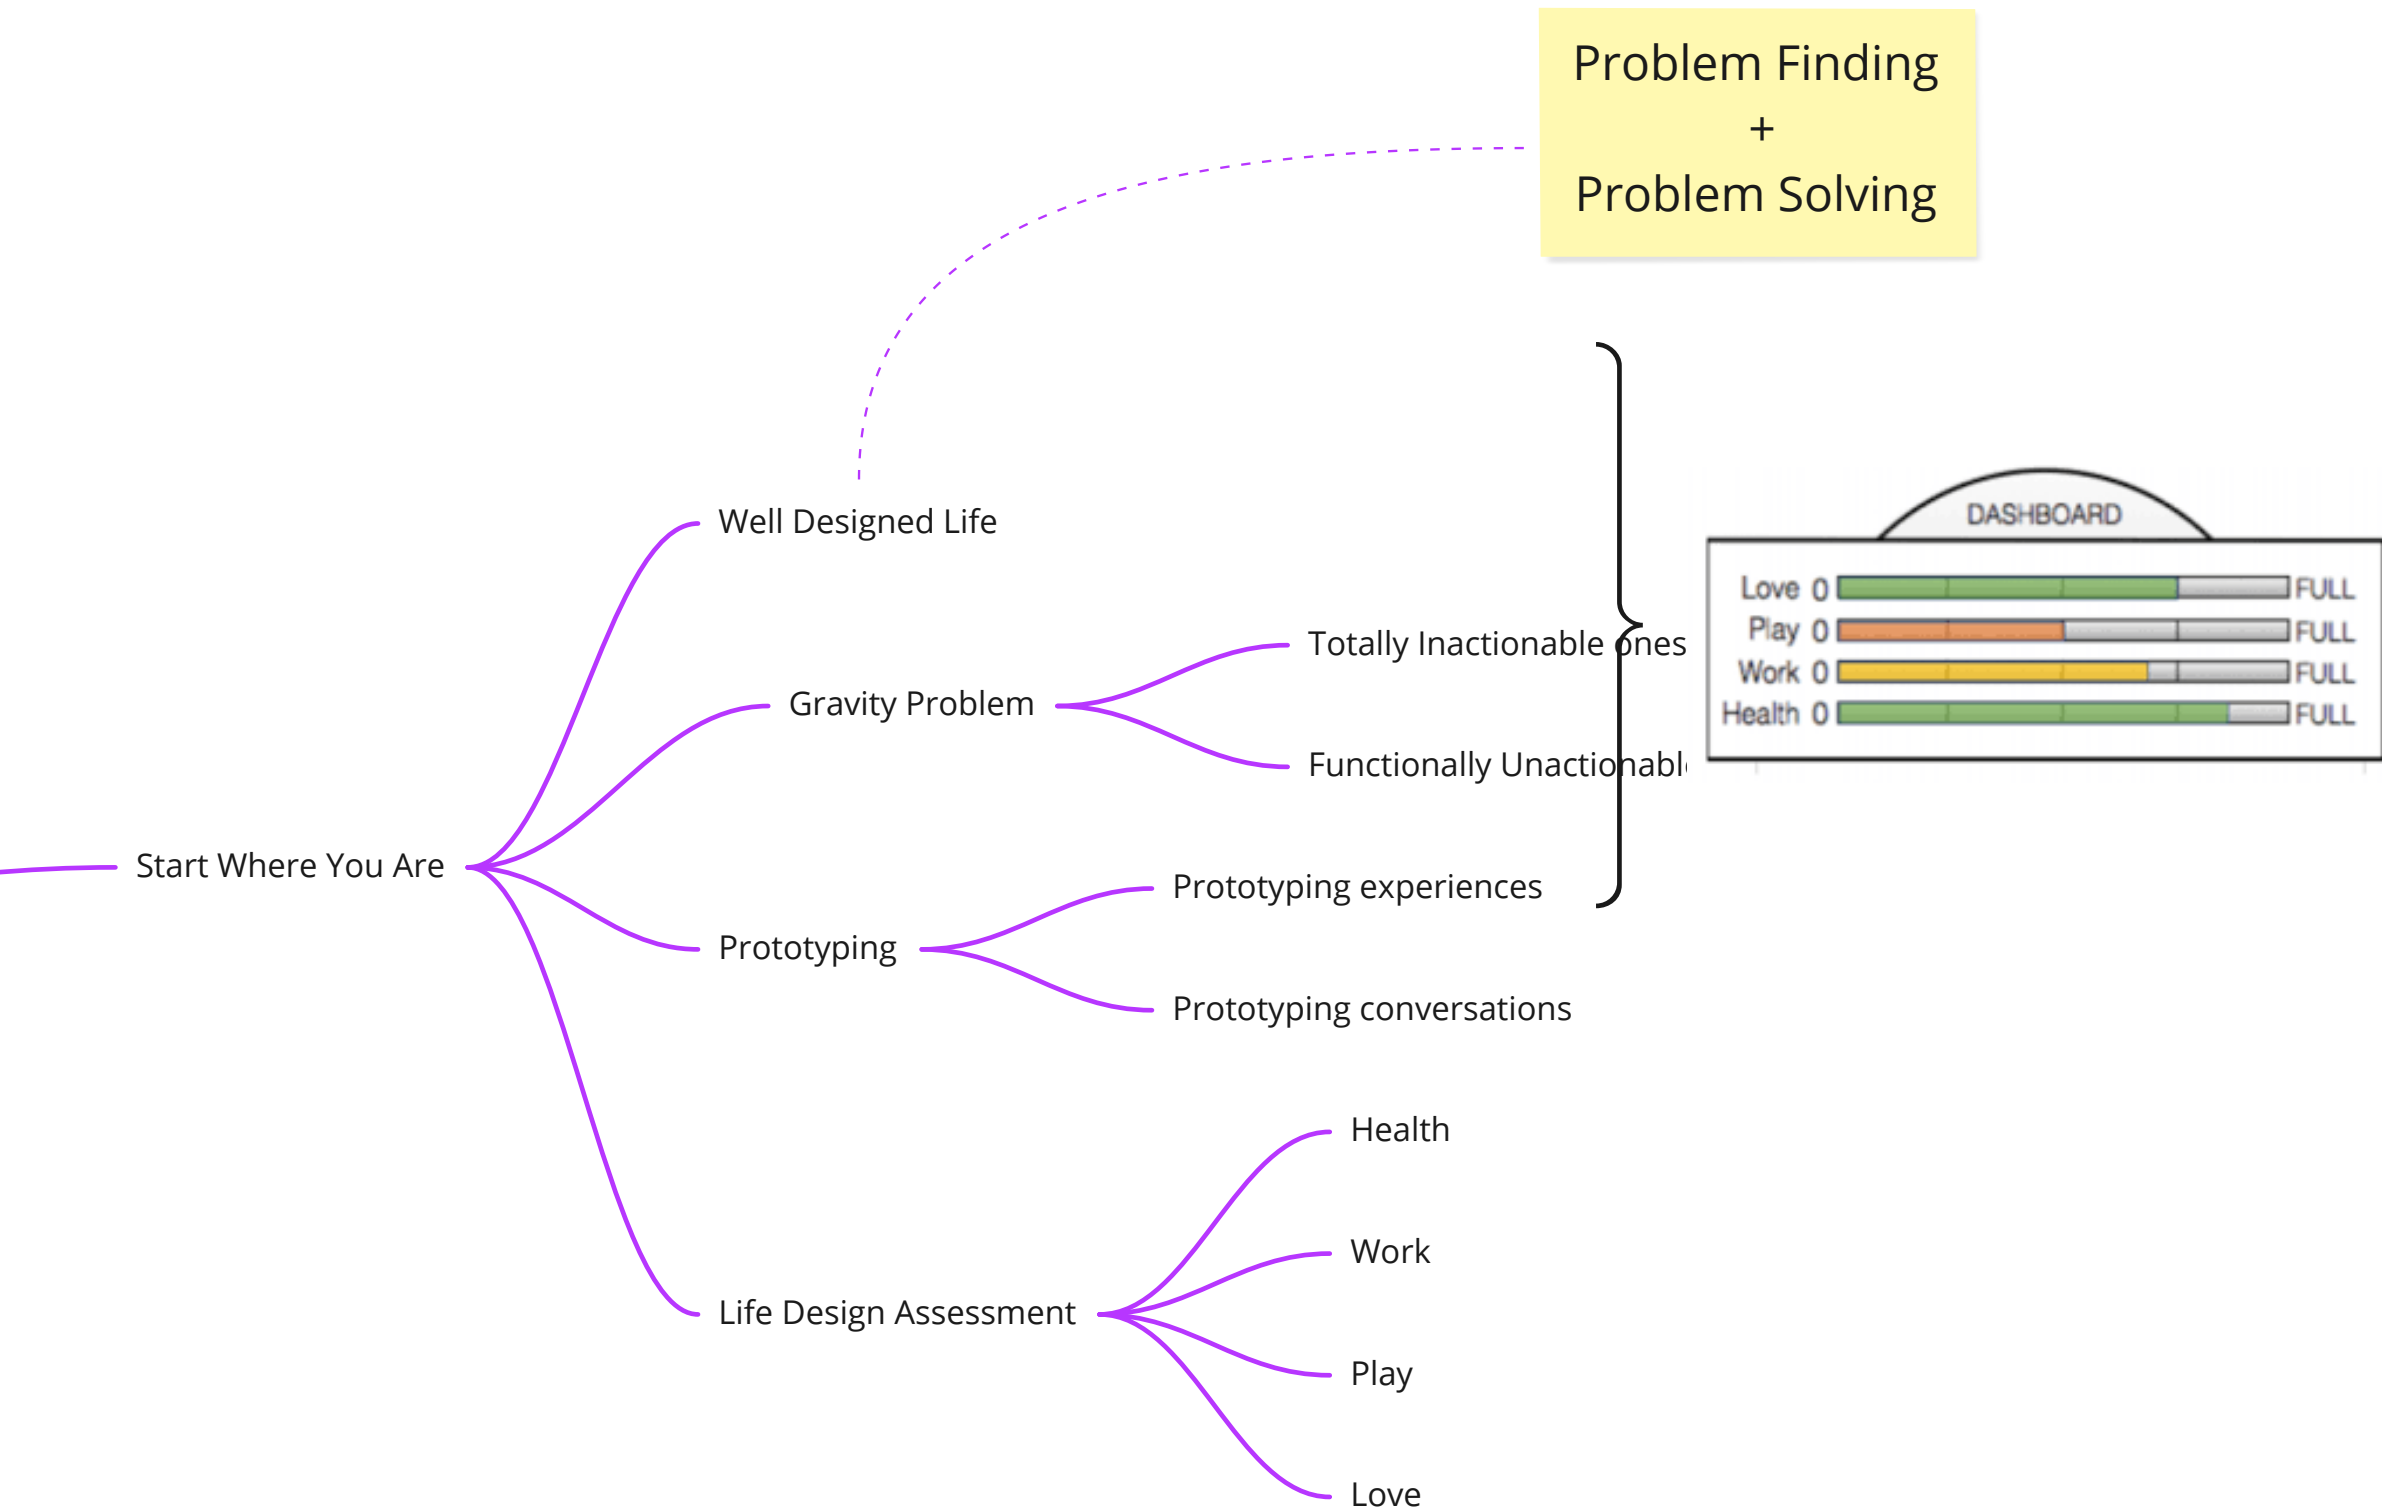 Problem Finding
+
Problem Solving
Well Designed Life
Totally Inactionable ones
Gravity Problem
Functionally
Start Where You Are
Prototyping experiences
Prototyping
Prototyping conversations
Health
Work
Life Design Assessment
Play
Love
DASHBOARD
Love 0 FULL
Play 0 FULL
Work 0 FULL
Health 0 FULL